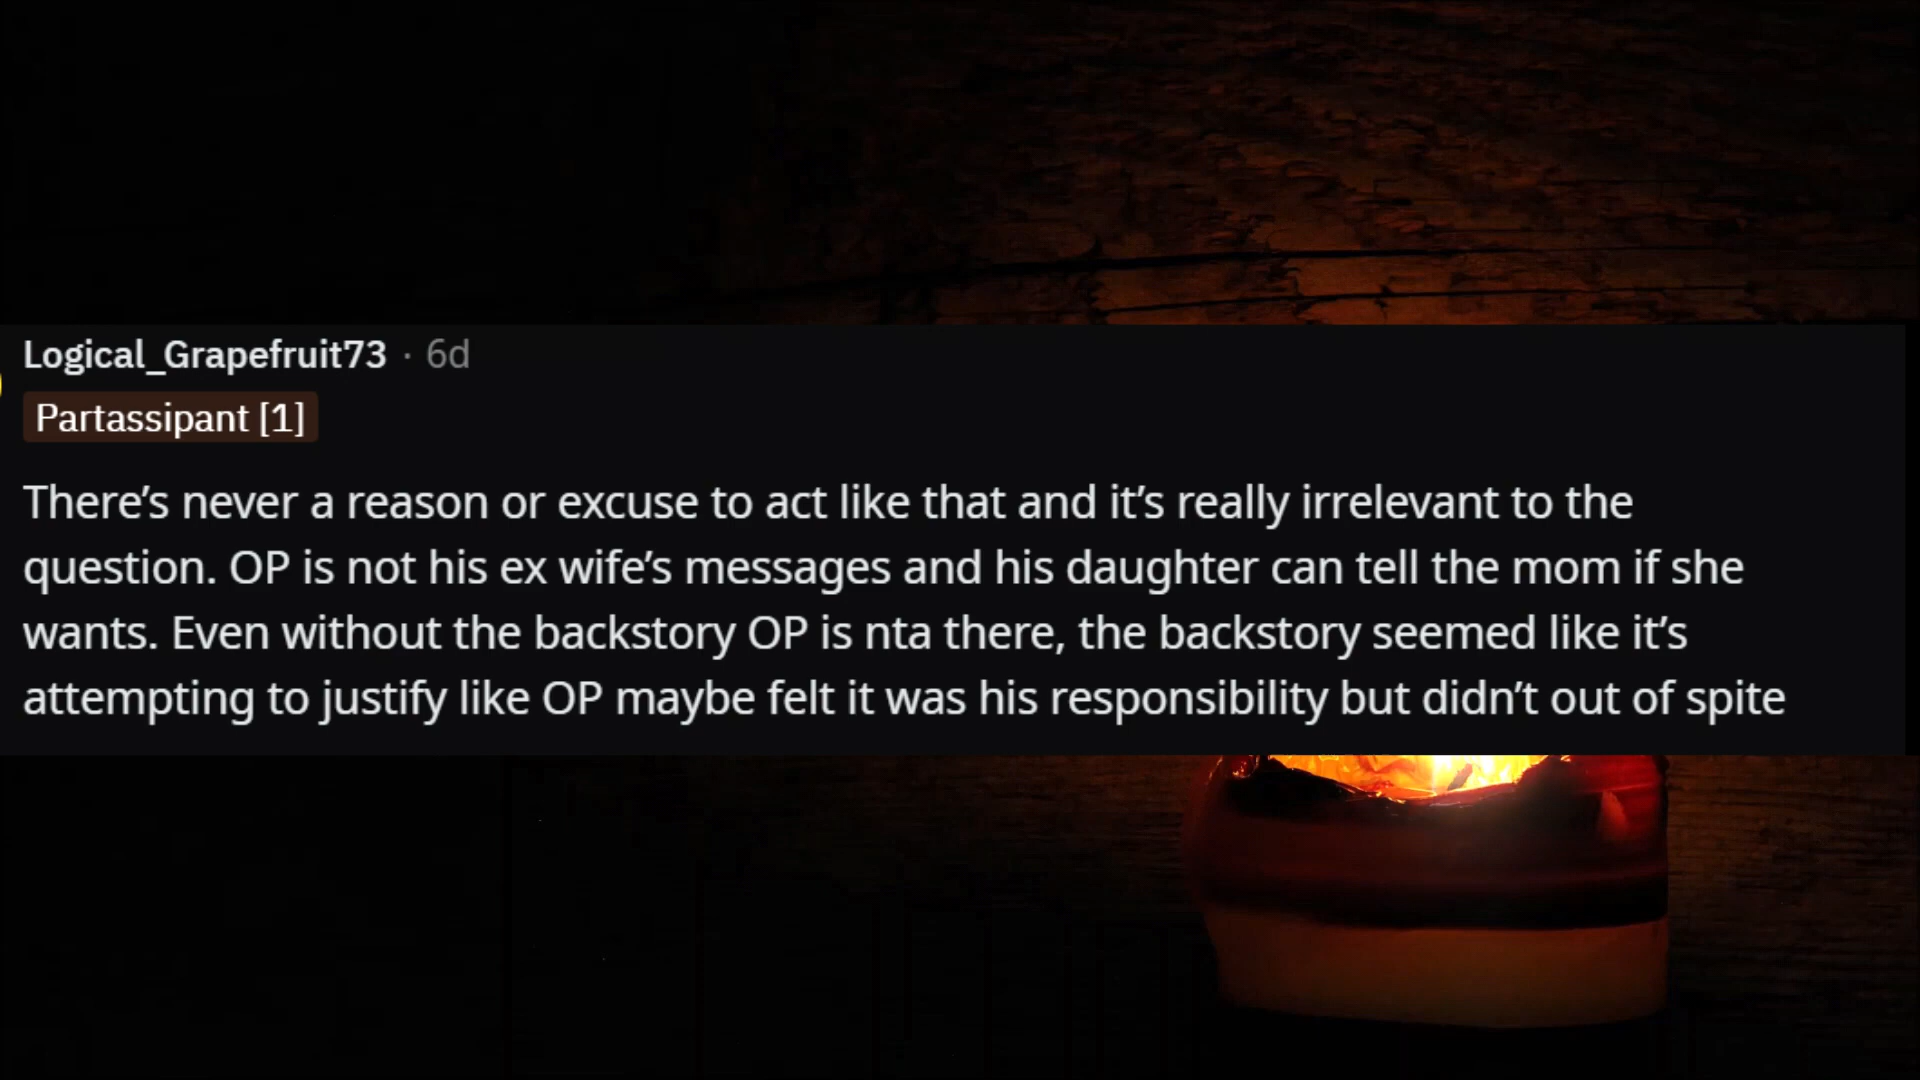 Logical_Grapefruit73 · 6d
Partassipant [1]
There’s never a reason or excuse to act like that and it’s really irrelevant to the
question. OP is not his ex wife’s messages and his daughter can tell the mom if she
wants. Even without the backstory OP is nta there, the backstory seemed like it’s
attempting to justify like OP maybe felt it was his responsibility but didn’t out of spite